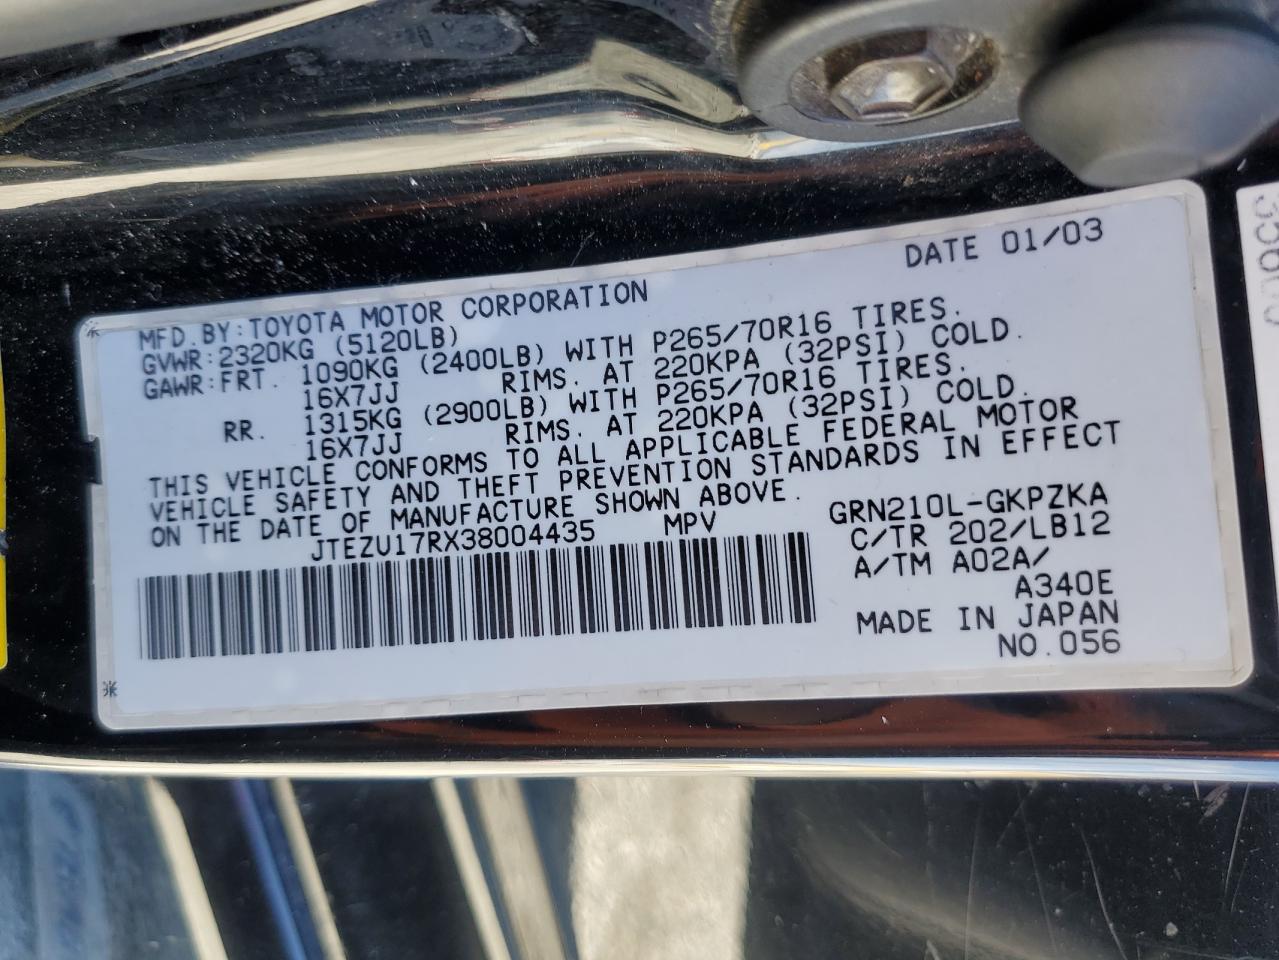 DATE 01/03
MFD. BY: TOYOTA MOTOR CORPORATION
GVWR: 2320KG (5120LB)
GAWR: FRT. 1090KG (2400LB) WITH P265/70R16 TIRES.
16X7JJ RIMS. AT 220KPA (32PSI) COLD.
RR. 1315KG (2900LB) WITH P265/70R16 TIRES.
16X7JJ RIMS. AT 220KPA (32PSI) COLD.
THIS VEHICLE CONFORMS TO ALL APPLICABLE FEDERAL MOTOR
VEHICLE SAFETY AND THEFT PREVENTION STANDARDS IN EFFECT
ON THE DATE OF MANUFACTURE SHOWN ABOVE.
JTEZU17RX38004435 MPV
GRN210L-GKPZKA
C/TR 202/LB12
A/TM A02A/
A340E
MADE IN JAPAN
NO.056